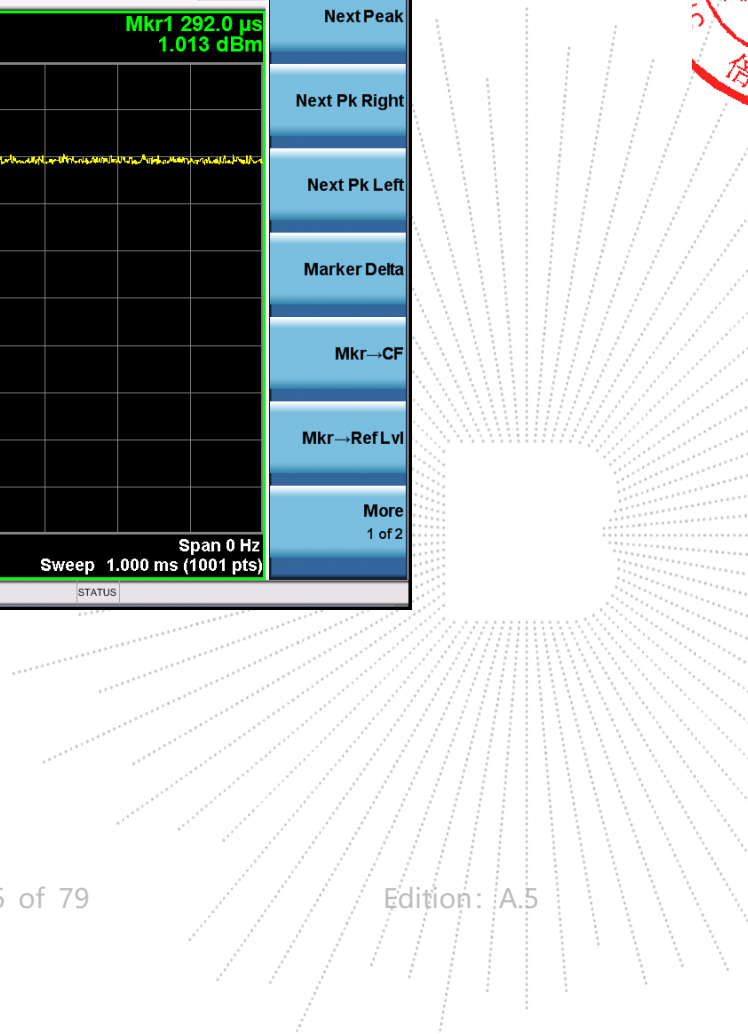 Mkr1 292.0 µs
1.013 dBm
Next Peak
Next Pk Right
Next Pk Left
Marker Delta
Mkr→CF
Mkr→Ref Lvl
More
1 of 2
Span 0 Hz
Sweep 1.000 ms (1001 pts)
STATUS
of 79
Edition: A.5